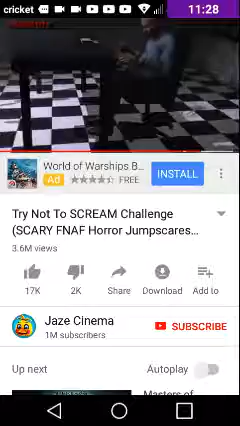 cricket
11:28
World of Warships B...
Ad
FREE
INSTALL
Try Not To SCREAM Challenge
(SCARY FNAF Horror Jumpscares...
3.6M views
17K
2K
Share
Download
Add to
Jaze Cinema
1M subscribers
SUBSCRIBE
Up next
Autoplay
Masters of